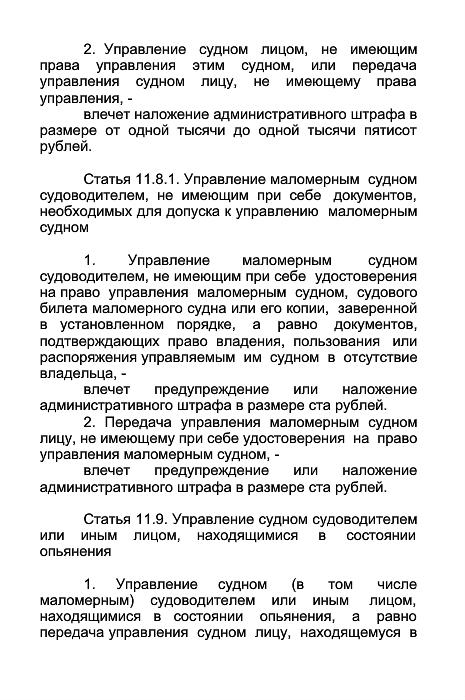 2. Управление судном лицом, не имеющим
права управления этим судном, или передача
управления судном лицу, не имеющему права
управления, -
влечет наложение административного штрафа в
размере от одной тысячи до одной тысячи пятисот
рублей.
Статья 11.8.1. Управление маломерным судном
судоводителем, не имеющим при себе документов,
необходимых для допуска к управлению маломерным
судном
1. Управление маломерным судном
судоводителем, не имеющим при себе удостоверения
на право управления маломерным судном, судового
билета маломерного судна или его копии, заверенной
в установленном порядке, а равно документов,
подтверждающих право владения, пользования или
распоряжения управляемым им судном в отсутствие
владельца, -
влечет предупреждение или наложение
административного штрафа в размере ста рублей.
2. Передача управления маломерным судном
лицу, не имеющему при себе удостоверения на право
управления маломерным судном, -
влечет предупреждение или наложение
административного штрафа в размере ста рублей.
Статья 11.9. Управление судном судоводителем
или иным лицом, находящимися в состоянии
опьянения
1. Управление судном (в том числе
маломерным) судоводителем или иным лицом,
находящимися в состоянии опьянения, а равно
передача управления судном лицу, находящемуся в